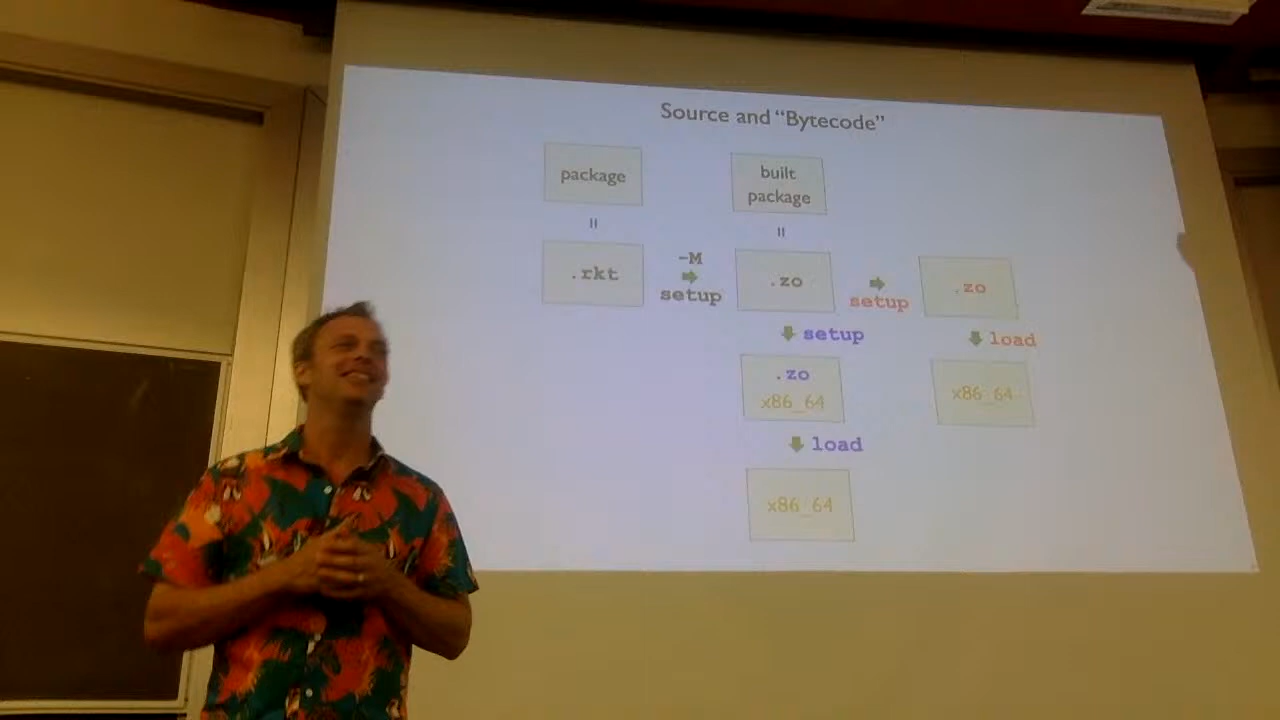 Source and “Bytecode”
package
built
package
=
=
.rkt
-M
setup
.zo
setup
.zo
setup
load
.zo
x86_64
x86_64
load
x86_64